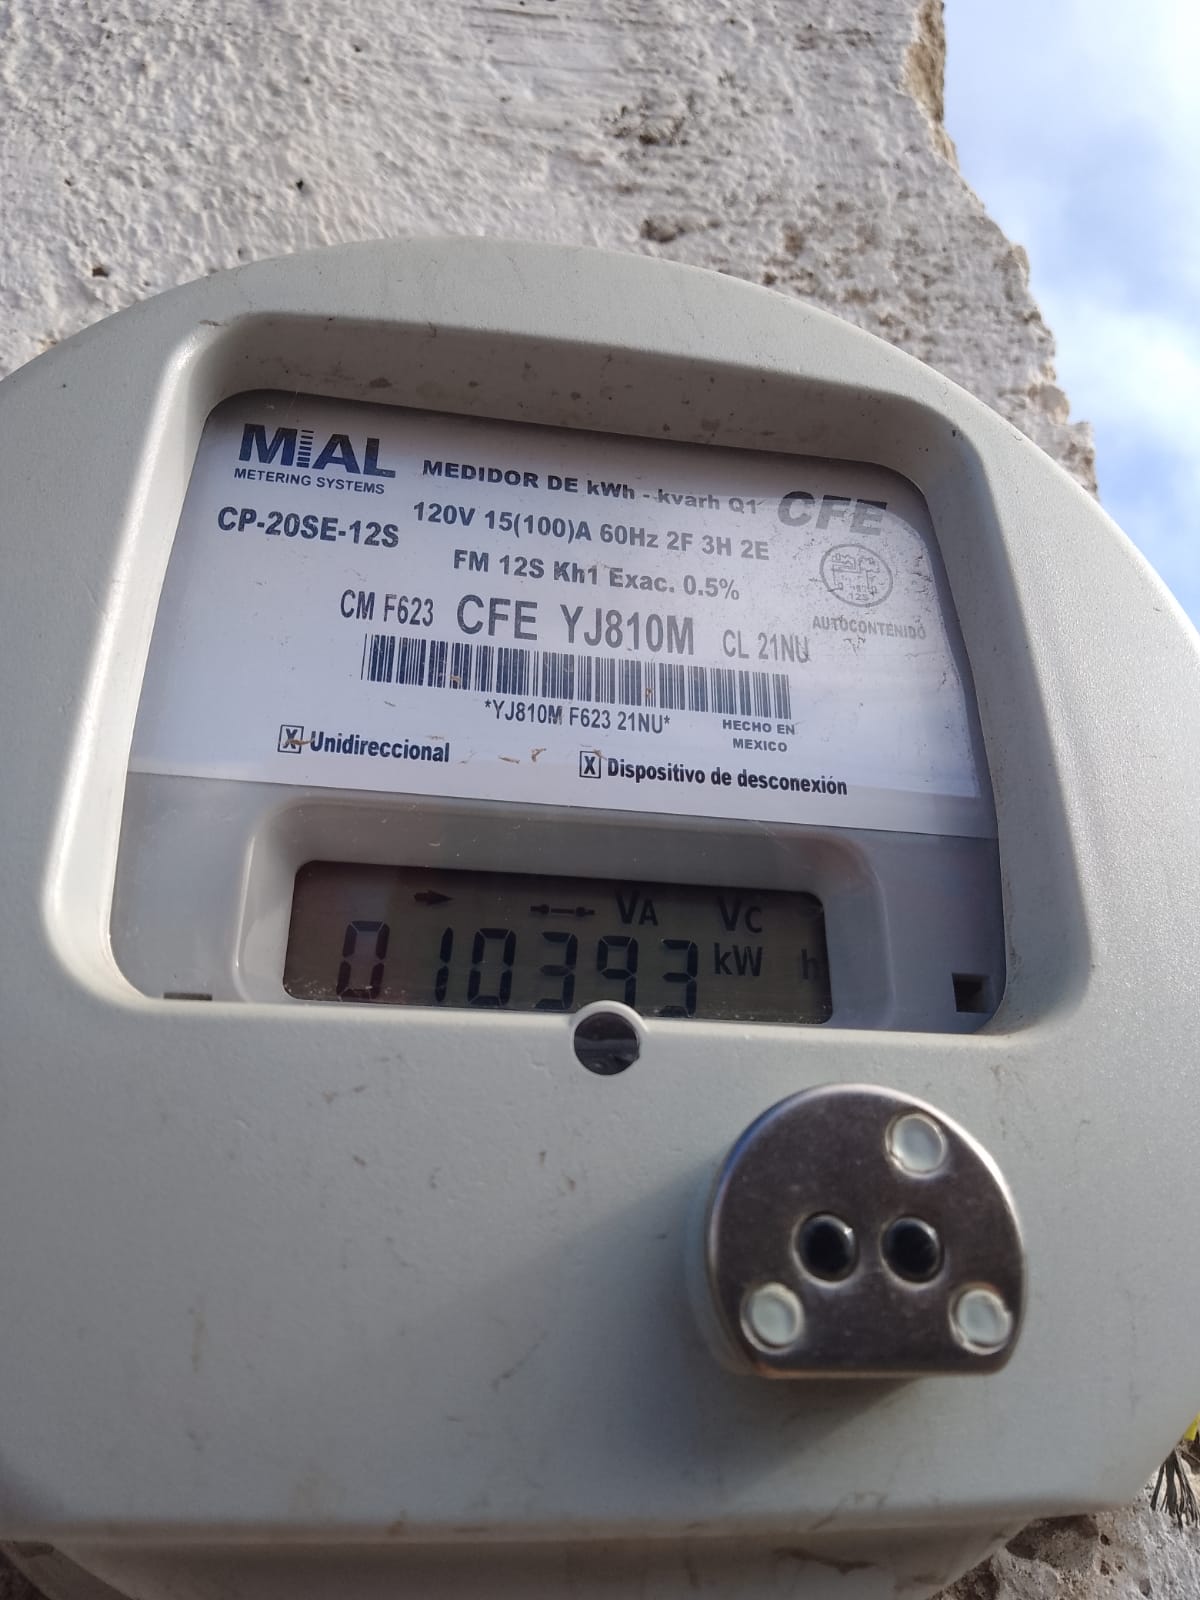 MIAL
METERING SYSTEMS
MEDIDOR DE kWh - kvarh Q1
CFE
CP-20SE-12S
120V 15(100)A 60Hz 2F 3H 2E
FM 12S Kh1 Exac. 0.5%
AUTOCONTENIDO
CM F623 CFE YJ810M CL 21NU
*YJ810M F623 21NU*
HECHO EN
MEXICO
X Unidireccional
X Dispositivo de desconexión
VA VC
010393 kW h